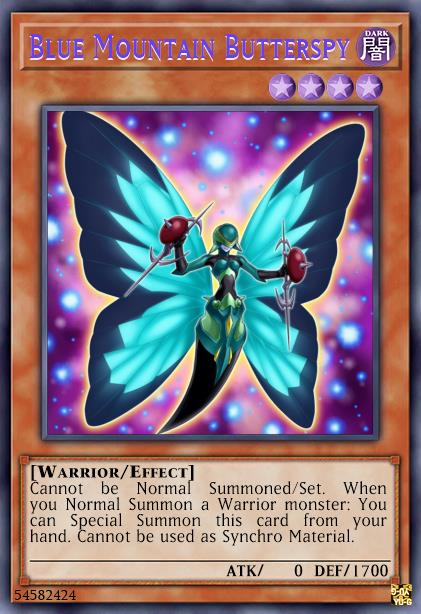 Blue Mountain Butterspy
DARK
闇
[Warrior/Effect]
Cannot be Normal Summoned/Set. When
you Normal Summon a Warrior monster: You
can Special Summon this card from your
hand. Cannot be used as Synchro Material.
ATK/ 0 DEF/1700
54582424